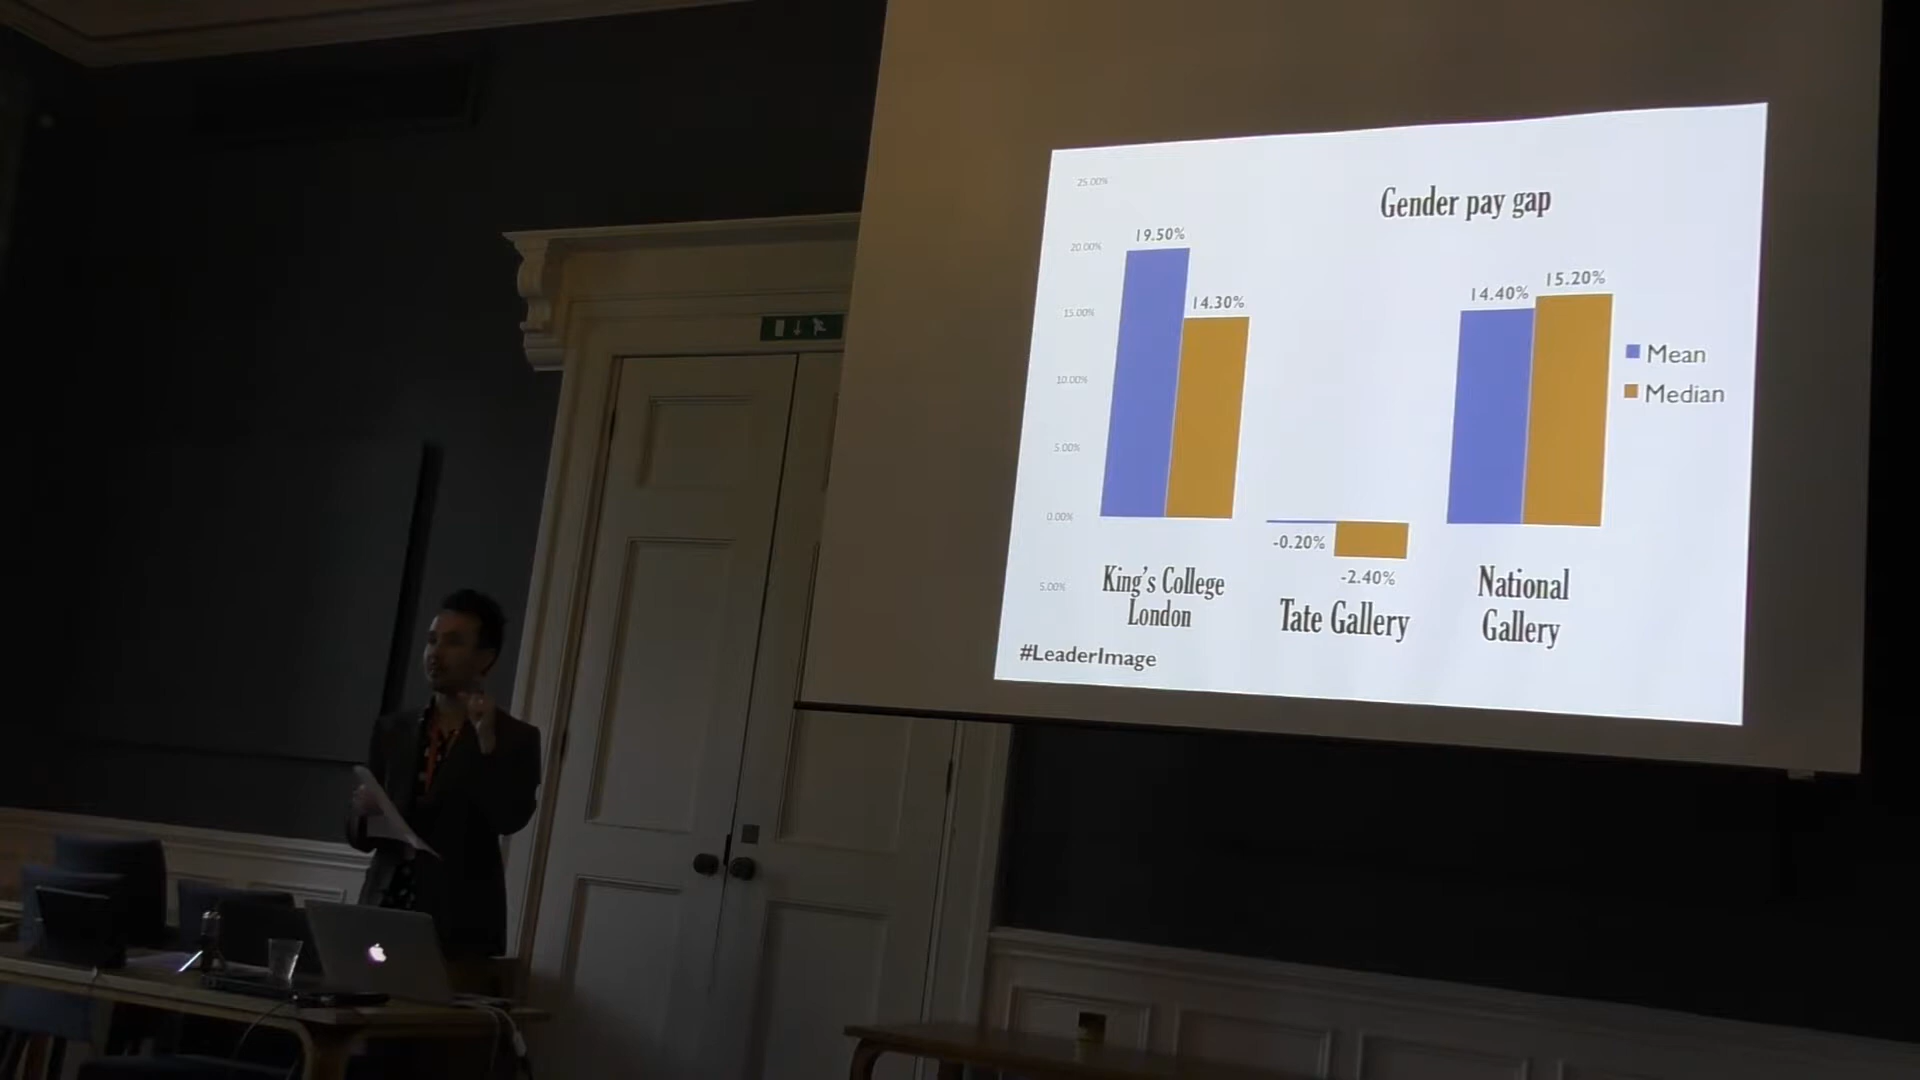 Gender pay gap
25.00%
20.00%
15.00%
10.00%
5.00%
0.00%
5.00%
19.50%
14.30%
-0.20%
-2.40%
14.40%
15.20%
Mean
Median
King's College
London
Tate Gallery
National
Gallery
#LeaderImage